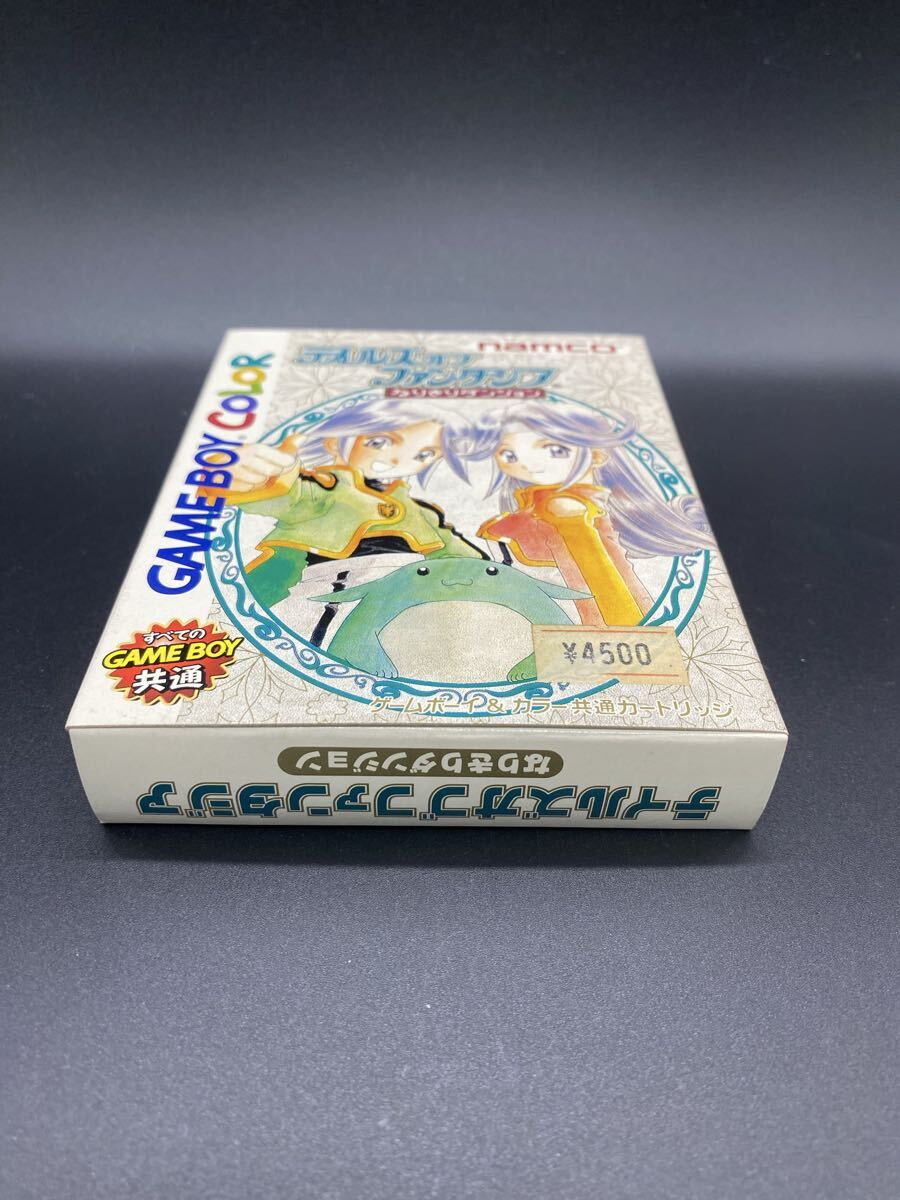 namco
テイルズ オブ
ファンタジア
なりきりダンジョン
GAME BOY COLOR
すべての
GAME BOY
共通
¥4500
ゲームボーイ & カラー共通カートリッジ
なりきりダンジョン
テイルズオブファンタジア